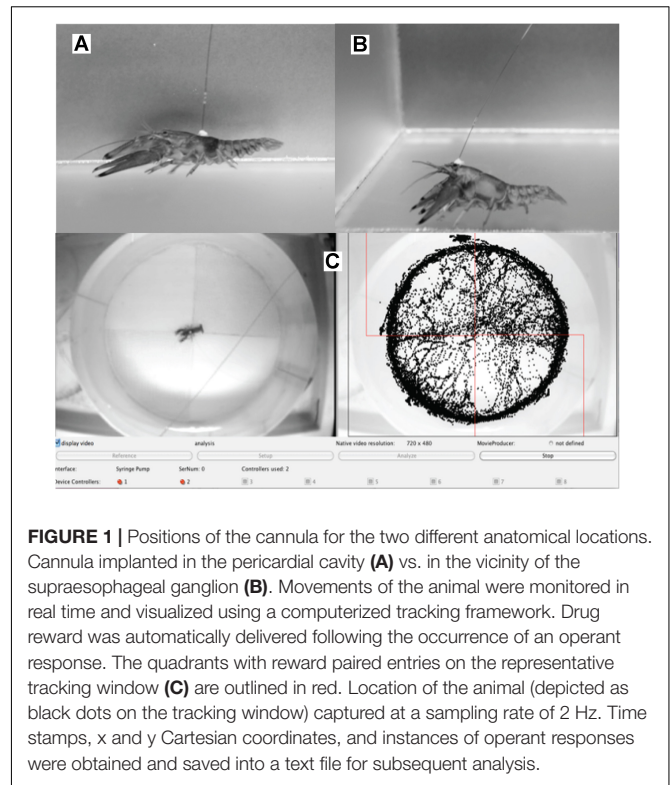 A
B
C
display video analysis Native video resolution: 720 x 480 MovieProducer: not defined
Reference Setup Analyze Stop
nterface: Syringe Pump SerNum: 0 Controllers used: 2
Device Controllers: 1 2 3 4 5 6 7 8
FIGURE 1 | Positions of the cannula for the two different anatomical locations.
Cannula implanted in the pericardial cavity (A) vs. in the vicinity of the
supraesophageal ganglion (B). Movements of the animal were monitored in
real time and visualized using a computerized tracking framework. Drug
reward was automatically delivered following the occurrence of an operant
response. The quadrants with reward paired entries on the representative
tracking window (C) are outlined in red. Location of the animal (depicted as
black dots on the tracking window) captured at a sampling rate of 2 Hz. Time
stamps, x and y Cartesian coordinates, and instances of operant responses
were obtained and saved into a text file for subsequent analysis.